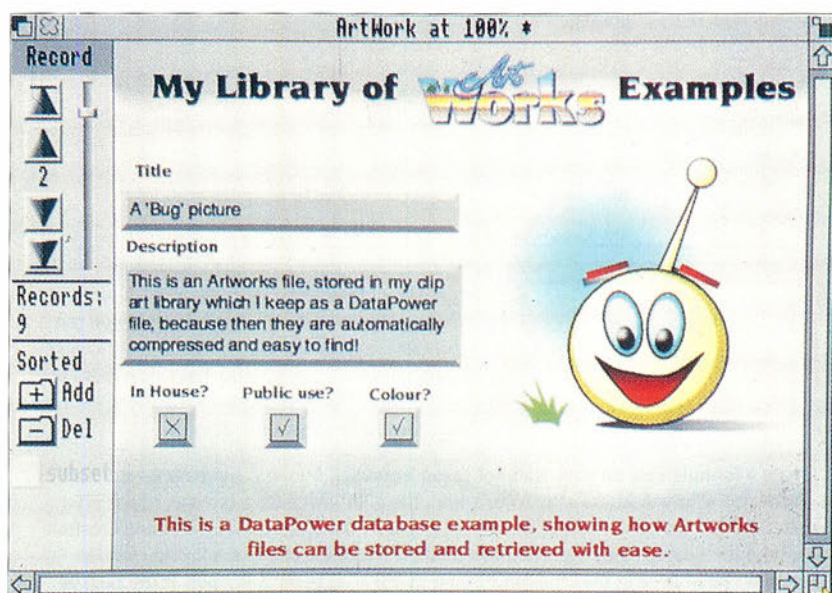 ArtWork at 100% *
Record
2
Records:
9
Sorted
Add
Del
My Library of Art Works Examples
Title
A 'Bug' picture
Description
This is an Artworks file, stored in my clip
art library which I keep as a DataPower
file, because then they are automatically
compressed and easy to find!
In House? Public use? Colour?
This is a DataPower database example, showing how Artworks
files can be stored and retrieved with ease.
subset